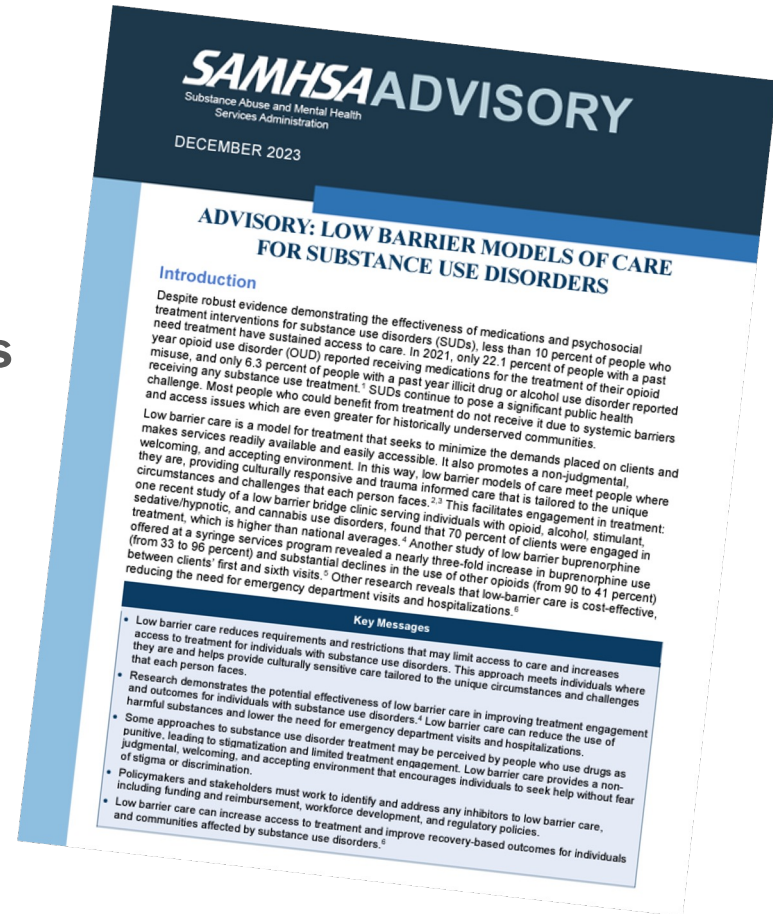 s
SAMHSA ADVISORY
Substance Abuse and Mental Health
Services Administration
DECEMBER 2023
ADVISORY: LOW BARRIER MODELS OF CARE
FOR SUBSTANCE USE DISORDERS
Introduction
Despite robust evidence demonstrating the effectiveness of medications and psychosocial
treatment interventions for substance use disorders (SUDs), less than 10 percent of people who
need treatment have sustained access to care. In 2021, only 22.1 percent of people with a past
year opioid use disorder (OUD) reported receiving medications for the treatment of their opioid
misuse, and only 6.3 percent of people with a past year illicit drug or alcohol use disorder reported
receiving any substance use treatment.¹ SUDs continue to pose a significant public health
challenge. Most people who could benefit from treatment do not receive it due to systemic barriers
and access issues which are even greater for historically underserved communities.
Low barrier care is a model for treatment that seeks to minimize the demands placed on clients and
makes services readily available and easily accessible. It also promotes a non-judgmental,
welcoming, and accepting environment. In this way, low barrier models of care meet people where
they are, providing culturally responsive and trauma informed care that is tailored to the unique
circumstances and challenges that each person faces.²,³ This facilitates engagement in treatment:
one recent study of a low barrier bridge clinic serving individuals with opioid, alcohol, stimulant,
sedative/hypnotic, and cannabis use disorders, found that 70 percent of clients were engaged in
treatment, which is higher than national averages.⁴ Another study of low barrier buprenorphine
offered at a syringe services program revealed a nearly three-fold increase in buprenorphine use
(from 33 to 96 percent) and substantial declines in the use of other opioids (from 90 to 41 percent)
between clients' first and sixth visits.⁵ Other research reveals that low-barrier care is cost-effective,
reducing the need for emergency department visits and hospitalizations.⁶
Key Messages
• Low barrier care reduces requirements and restrictions that may limit access to care and increases
access to treatment for individuals with substance use disorders. This approach meets individuals where
they are and helps provide culturally sensitive care tailored to the unique circumstances and challenges
that each person faces.
• Research demonstrates the potential effectiveness of low barrier care in improving treatment engagement
and outcomes for individuals with substance use disorders.⁴ Low barrier care can reduce the use of
harmful substances and lower the need for emergency department visits and hospitalizations.
• Some approaches to substance use disorder treatment may be perceived by people who use drugs as
punitive, leading to stigmatization and limited treatment engagement. Low barrier care provides a non-
judgmental, welcoming, and accepting environment that encourages individuals to seek help without fear
of stigma or discrimination.
• Policymakers and stakeholders must work to identify and address any inhibitors to low barrier care,
including funding and reimbursement, workforce development, and regulatory policies.
• Low barrier care can increase access to treatment and improve recovery-based outcomes for individuals
and communities affected by substance use disorders.⁶